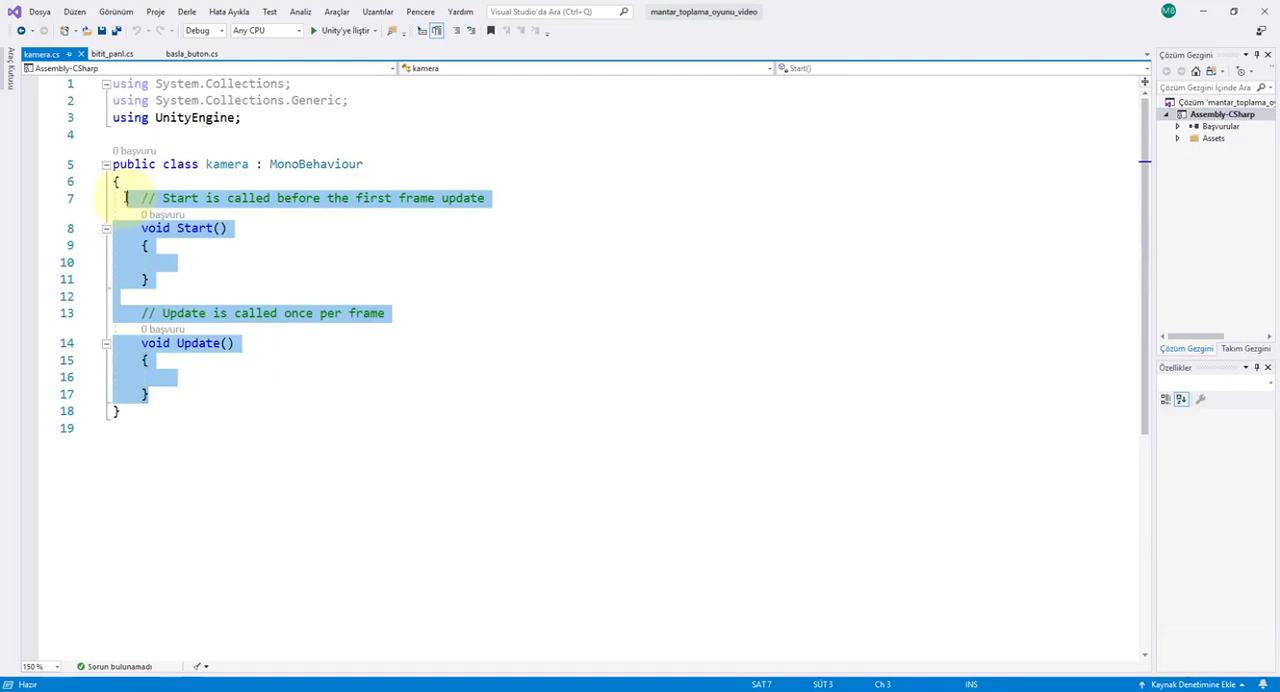 Dosya Düzen Görünüm Proje Derle Hata Ayıkla Test Analiz Araçlar Uzantılar Pencere Yardım Visual Studio'da Ara (Ctrl+Q) mantar_toplama_oyunu_video MB
Debug Any CPU Unity'ye İliştir
Araç Kutusu
kamera.cs bitit_panl.cs basla_buton.cs
Assembly-CSharp kamera Start()
1 using System.Collections;
2 using System.Collections.Generic;
3 using UnityEngine;
4
0 başvuru
5 public class kamera : MonoBehaviour
6 {
7 // Start is called before the first frame update
0 başvuru
8 void Start()
9 {
10
11 }
12
13 // Update is called once per frame
0 başvuru
14 void Update()
15 {
16
17 }
18 }
19
Çözüm Gezgini
Çözüm Gezgini İçinde Ara
Çözüm 'mantar_toplama_oy
Assembly-CSharp
Başvurular
Assets
Çözüm Gezgini Takım Gezgini
Özellikler
150 % Sorun bulunamadı
Hazır SAT 7 SÜT 3 Ch 3 INS Kaynak Denetimine Ekle